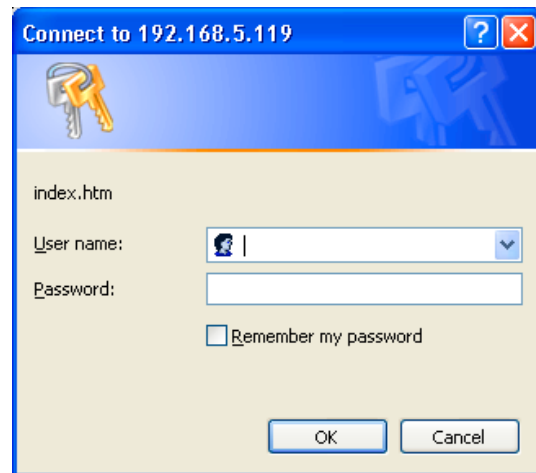 Connect to 192.168.5.119
index.htm
User name:
Password:
Remember my password
OK Cancel